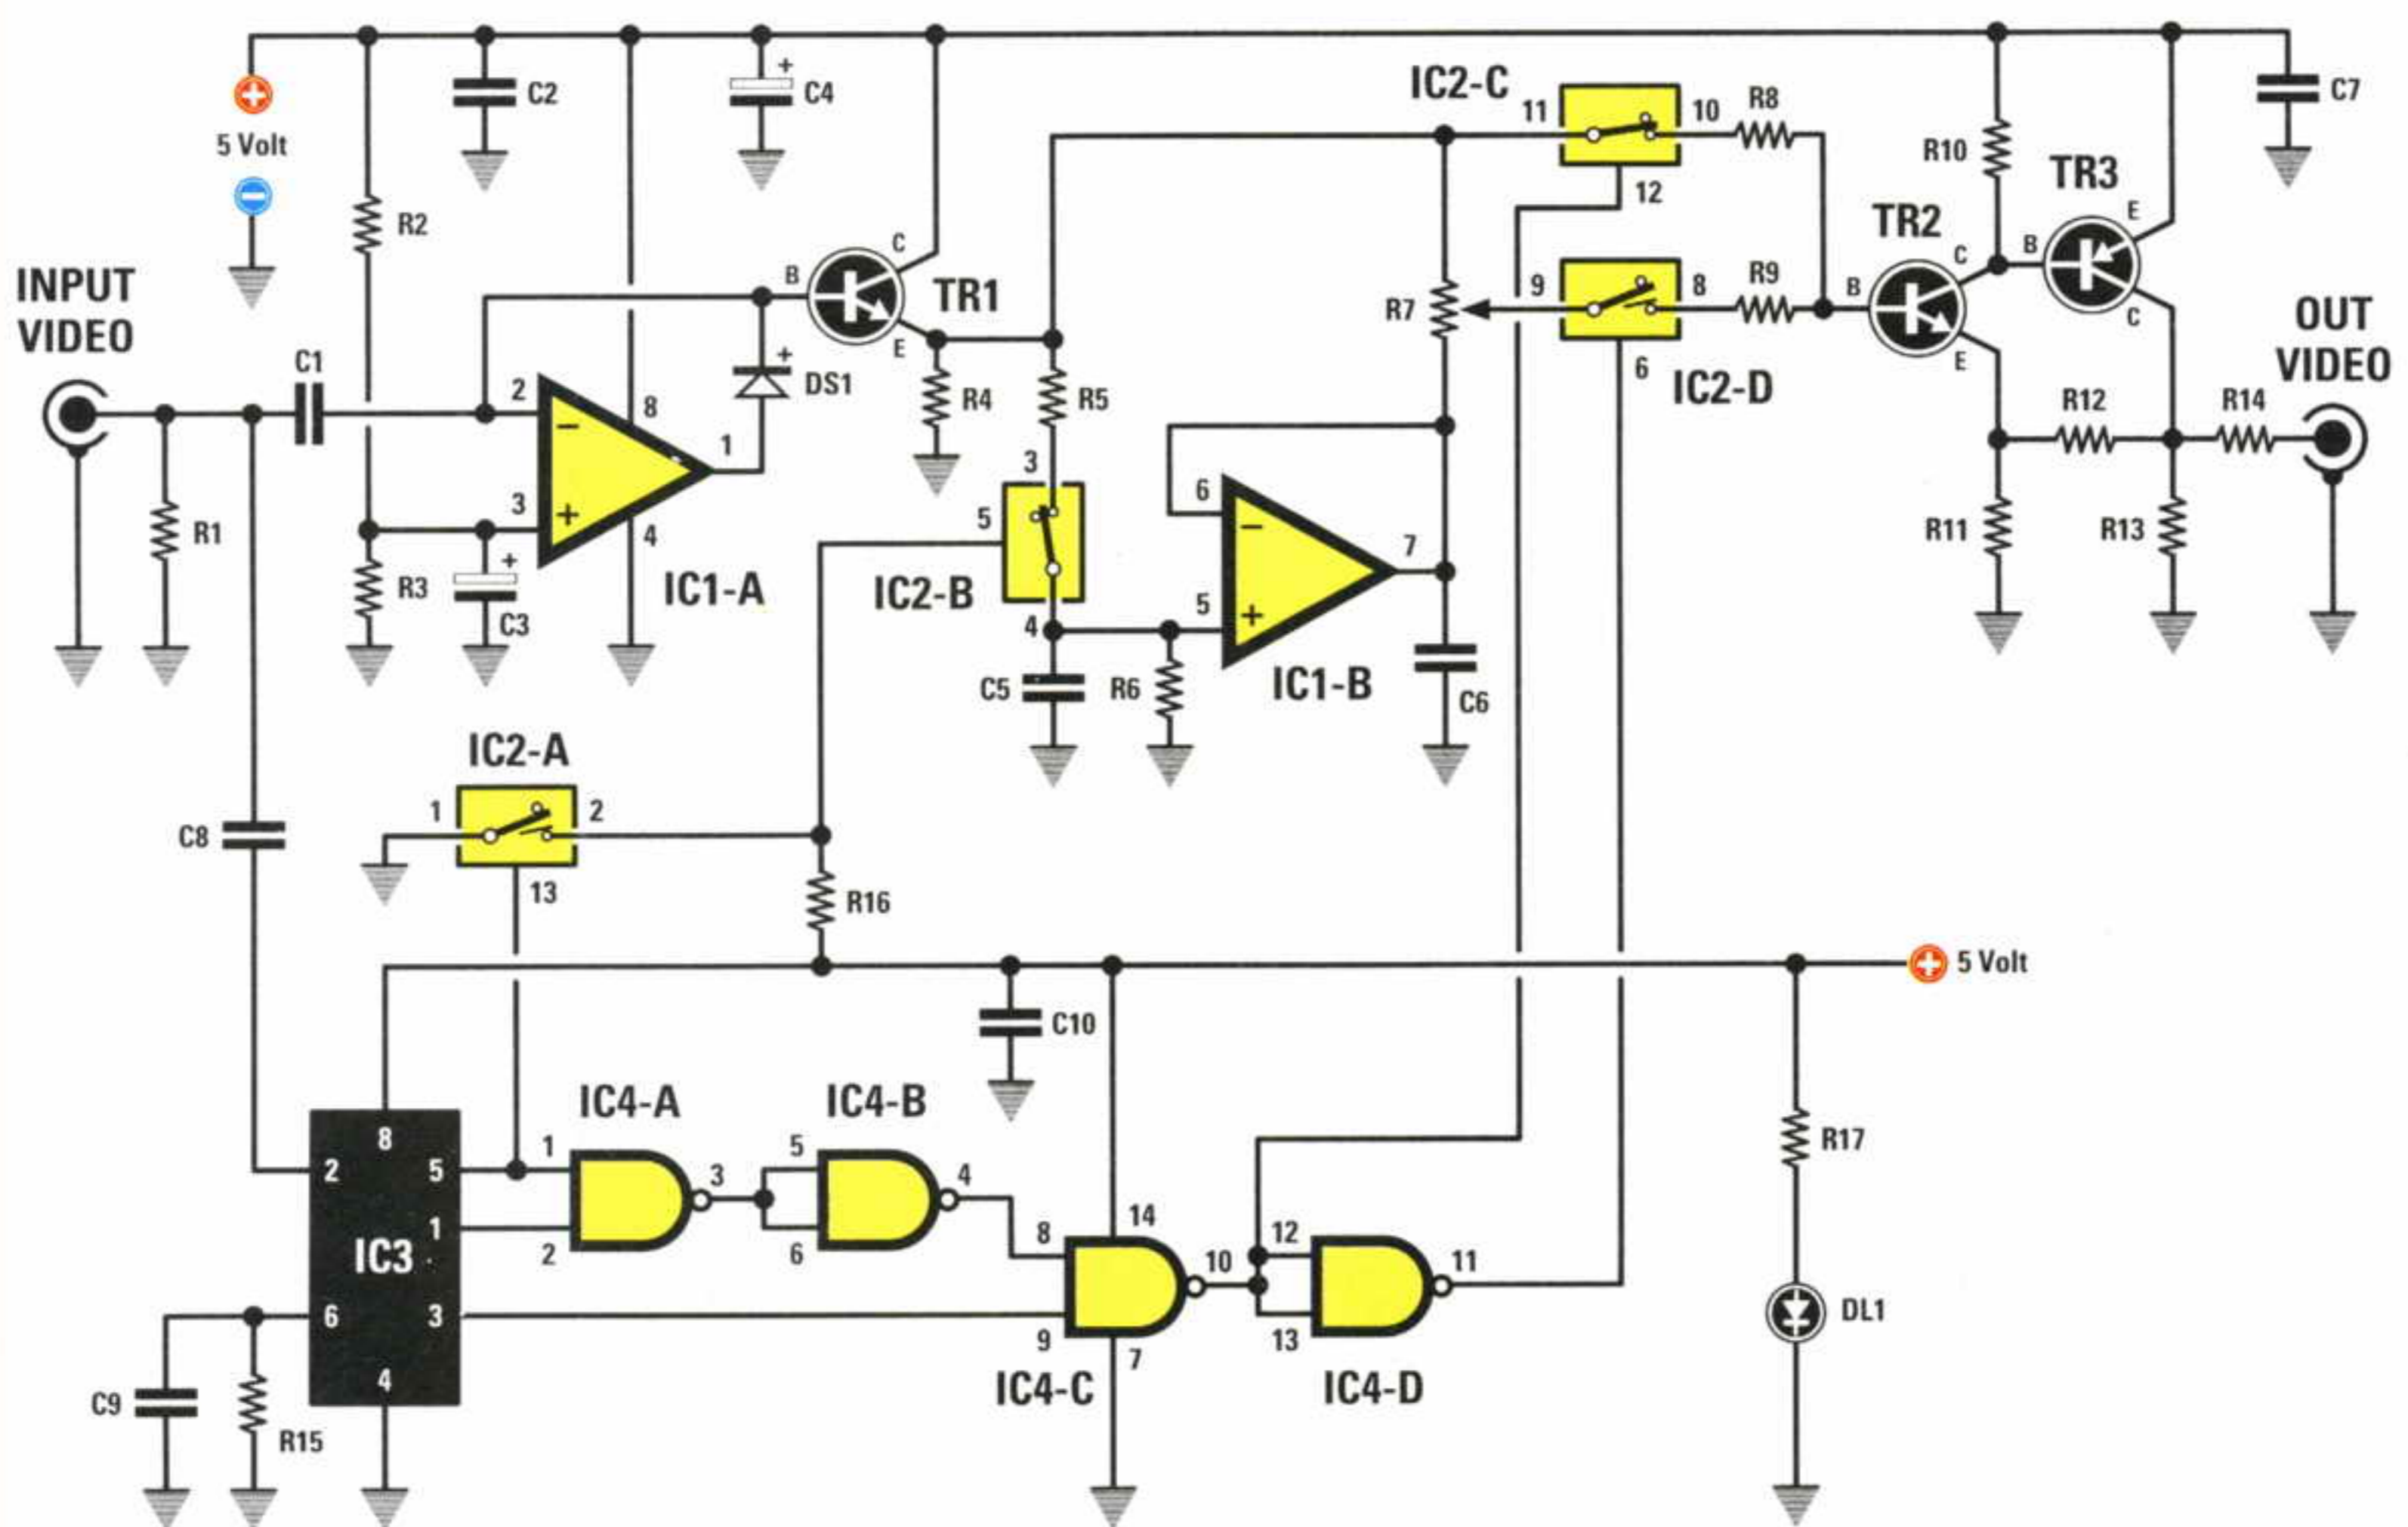 5 Volt
INPUT
VIDEO
C1
R1
R2
R3
C2
+
C3
+
C4
2
3
8
4
1
IC1-A
+
DS1
B
C
E
TR1
R4
R5
3
5
4
IC2-B
C5
R6
6
5
7
IC1-B
C6
R7
IC2-C
11
10
12
R8
9
8
6
IC2-D
R9
B
C
E
TR2
R10
B
E
C
TR3
C7
R11
R12
R13
R14
OUT
VIDEO
IC2-A
1
2
13
C8
R16
5 Volt
C10
IC3
8
2
5
1
6
3
4
C9
R15
IC4-A
1
2
3
IC4-B
5
6
4
IC4-C
8
9
14
7
10
IC4-D
12
13
11
R17
DL1